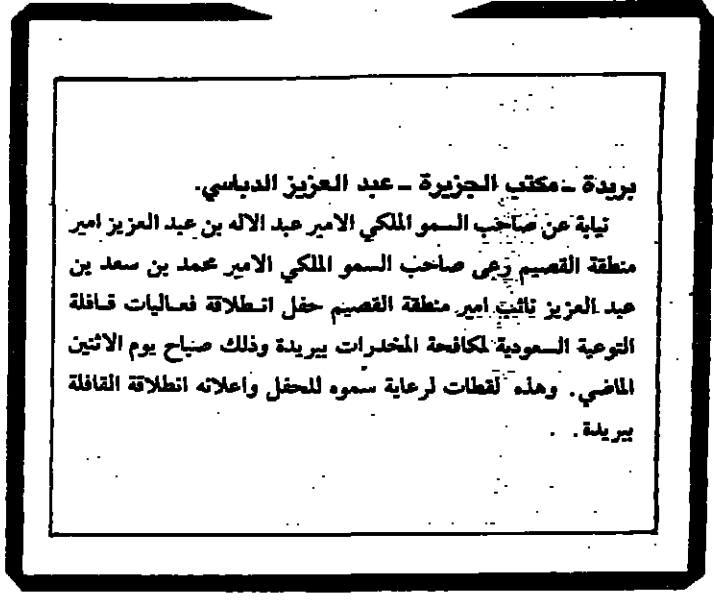 بريدة ـ مكتب الجزيرة ـ عبد العزيز الدباسي.
نيابة عن صاحب السمو الملكي الامير عبد الاله بن عبد العزيز امير
منطقة القصيم رعى صاحب السمو الملكي الامير محمد بن سعد بن
عبد العزيز نائب امير منطقة القصيم حفل انطلاقة فعاليات قافلة
التوعية السعودية لمكافحة المخدرات ببريدة وذلك صباح يوم الاثنين
الماضي. وهذه لقطات لرعاية سموه للحفل واعلانه انطلاقة القافلة
ببريدة.